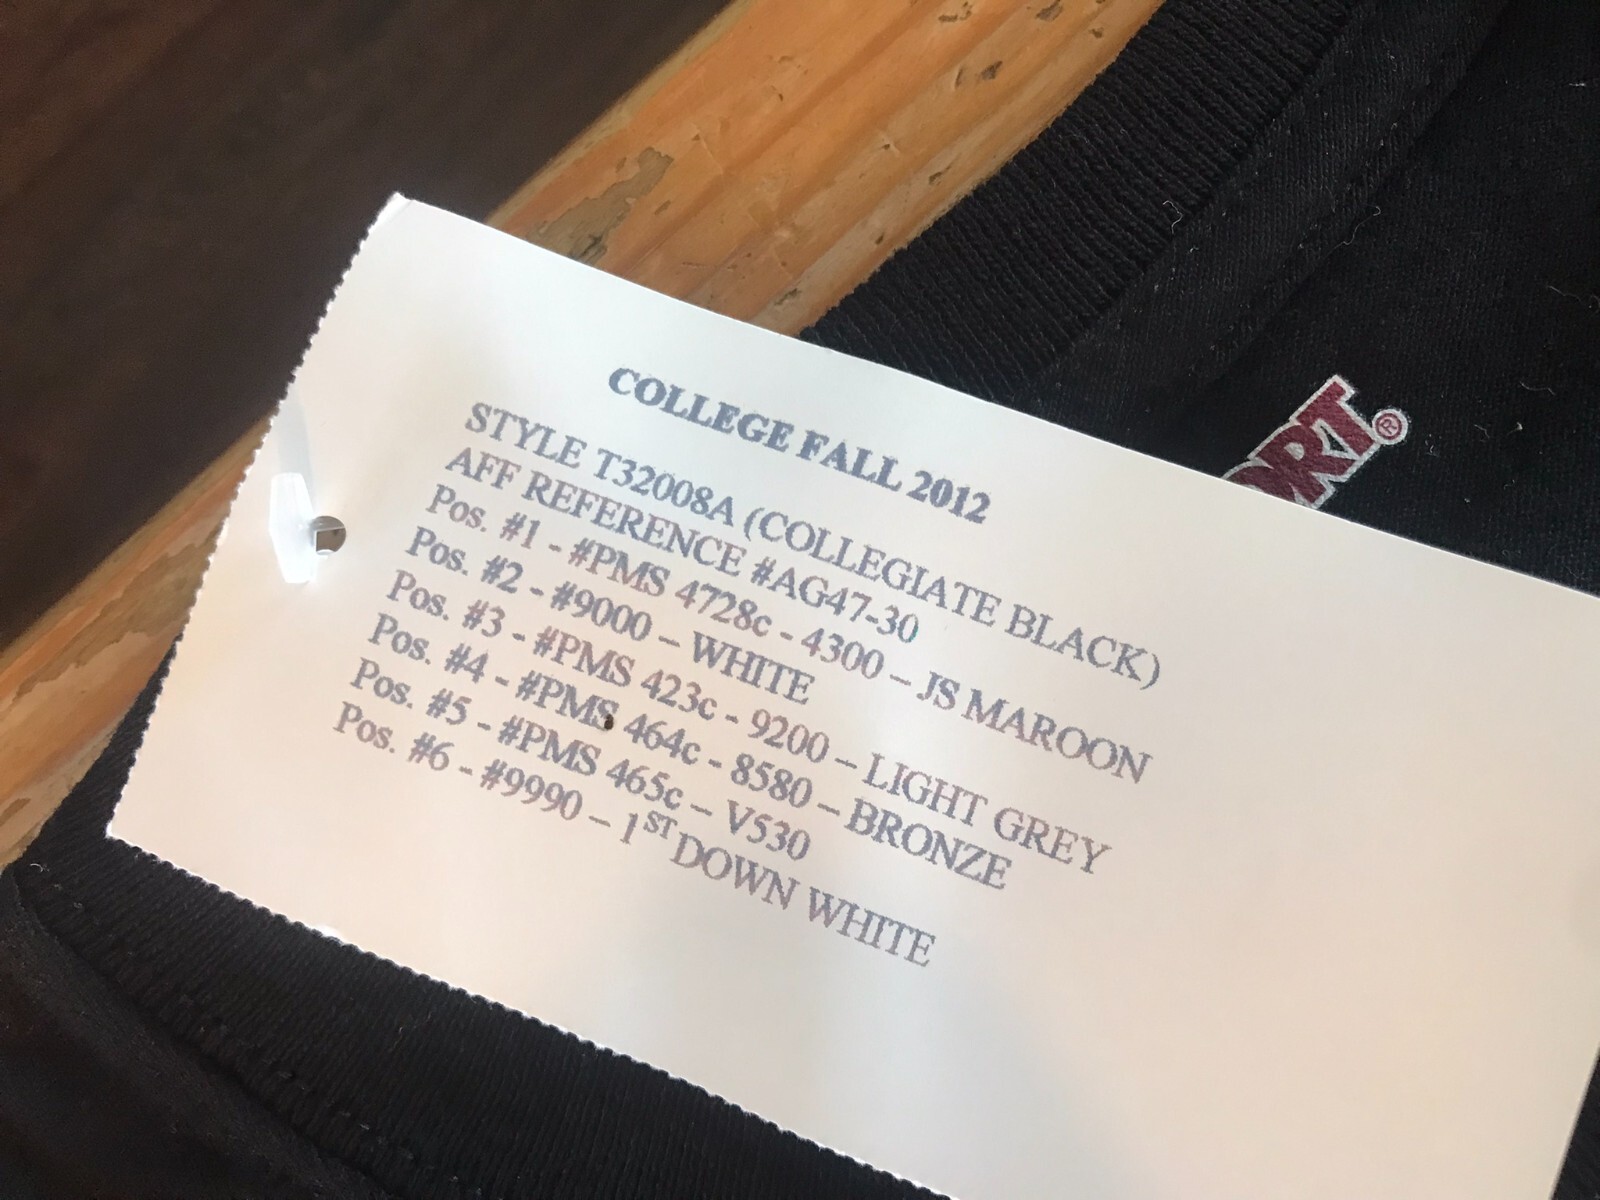 COLLEGE FALL 2012
STYLE T32008A (COLLEGIATE BLACK)
AFF REFERENCE #AG47-30
Pos. #1 - #PMS 4728c - 4300 – JS MAROON
Pos. #2 - #9000 – WHITE
Pos. #3 - #PMS 423c - 9200 – LIGHT GREY
Pos. #4 - #PMS 464c - 8580 – BRONZE
Pos. #5 - #PMS 465c – V530
Pos. #6 - #9990 – 1ST DOWN WHITE
ORT®